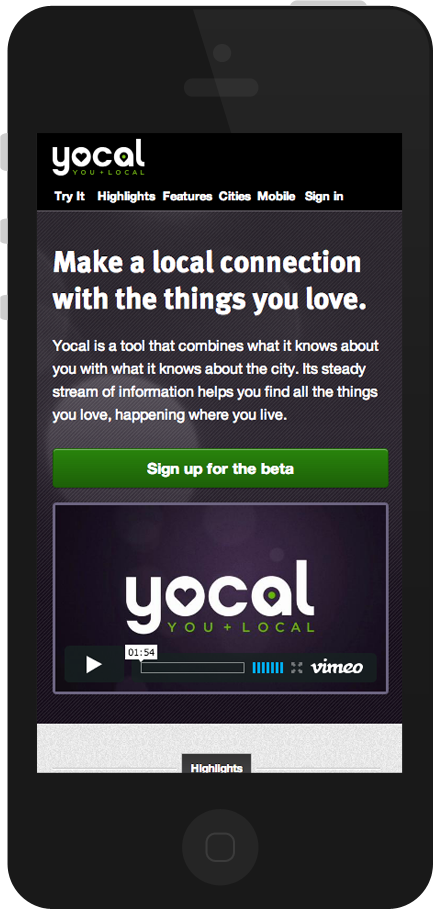 yocal
YOU + LOCAL
Try It Highlights Features Cities Mobile Sign in
Make a local connection
with the things you love.
Yocal is a tool that combines what it knows about
you with what it knows about the city. Its steady
stream of information helps you find all the things
you love, happening where you live.
Sign up for the beta
yocal
YOU + LOCAL
01:54
vimeo
Highlights